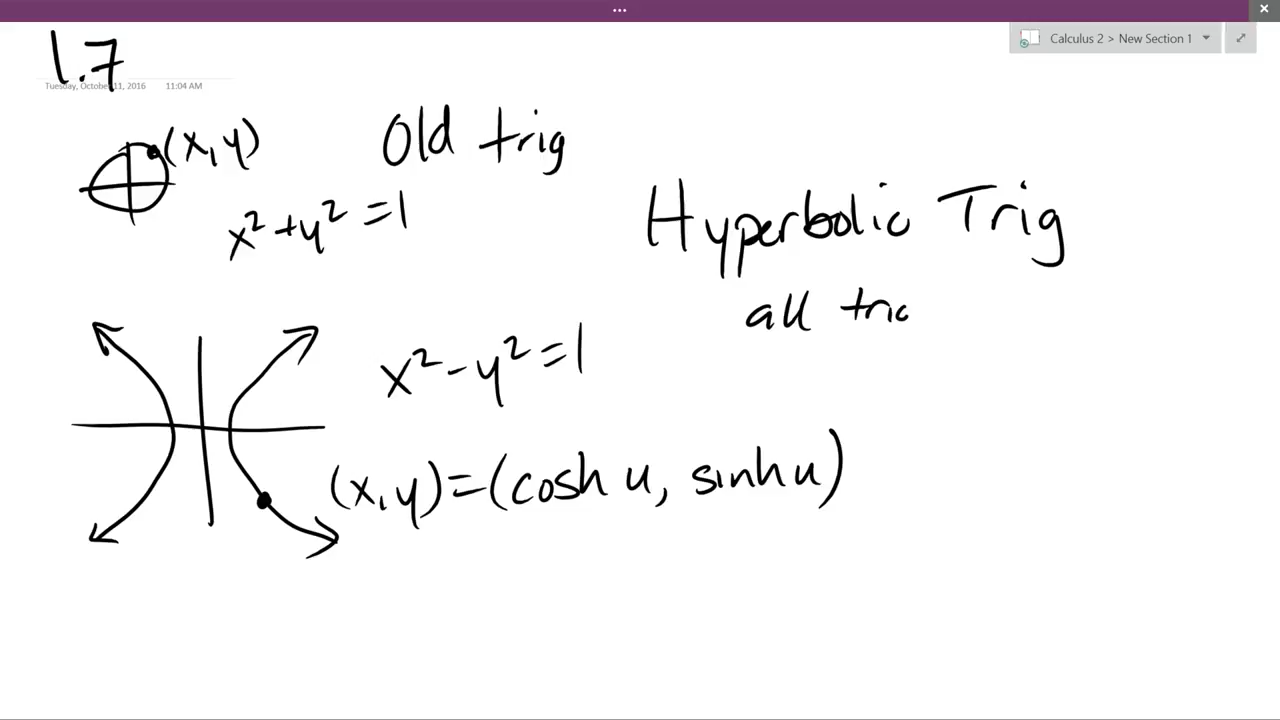 ...
Calculus 2 > New Section 1
1.7
Tuesday, October 11, 2016 11:04 AM
(x,y)
Old trig
x²+y²=1
Hyperbolic Trig
all tric
x²-y²=1
(x,y)=(cosh u, sinh u)